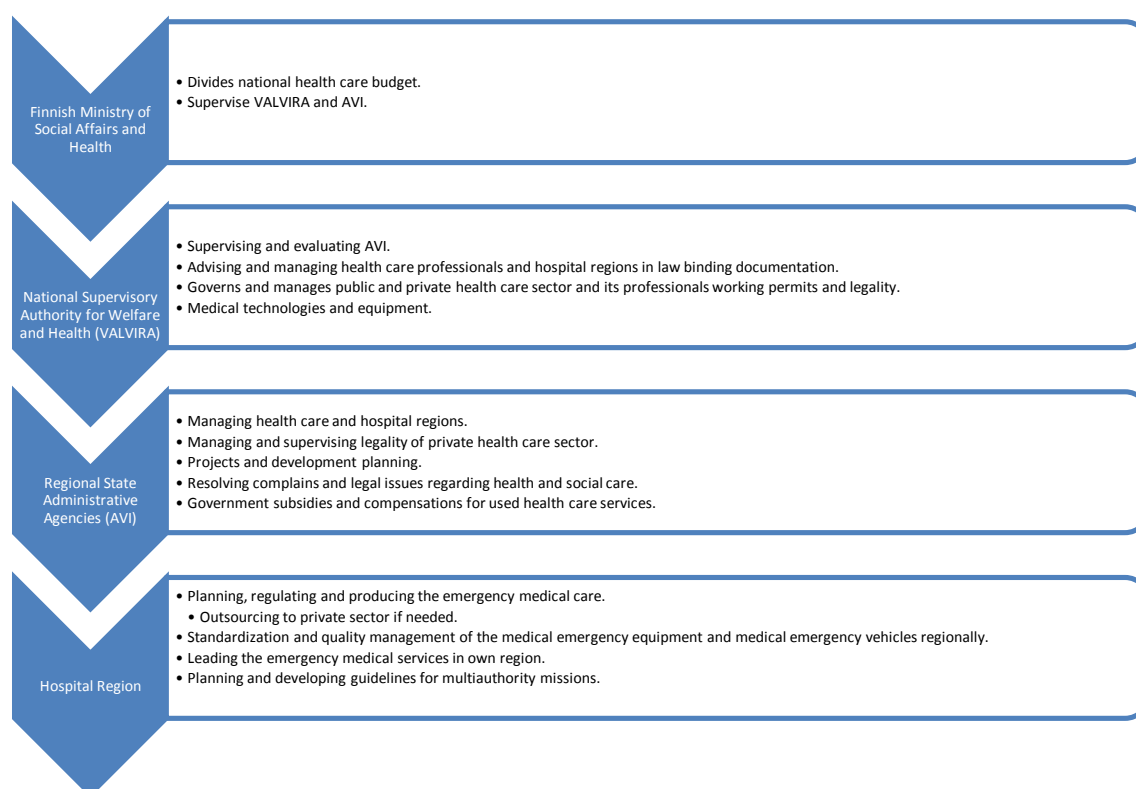 Finnish Ministry of
Social Affairs and
Health
• Divides national health care budget.
• Supervise VALVIRA and AVI.
National Supervisory
Authority for Welfare
and Health (VALVIRA)
• Supervising and evaluating AVI.
• Advising and managing health care professionals and hospital regions in law binding documentation.
• Governs and manages public and private health care sector and its professionals working permits and legality.
• Medical technologies and equipment.
Regional State
Administrative
Agencies (AVI)
• Managing health care and hospital regions.
• Managing and supervising legality of private health care sector.
• Projects and development planning.
• Resolving complains and legal issues regarding health and social care.
• Government subsidies and compensations for used health care services.
Hospital Region
• Planning, regulating and producing the emergency medical care.
• Outsourcing to private sector if needed.
• Standardization and quality management of the medical emergency equipment and medical emergency vehicles regionally.
• Leading the emergency medical services in own region.
• Planning and developing guidelines for multiauthority missions.